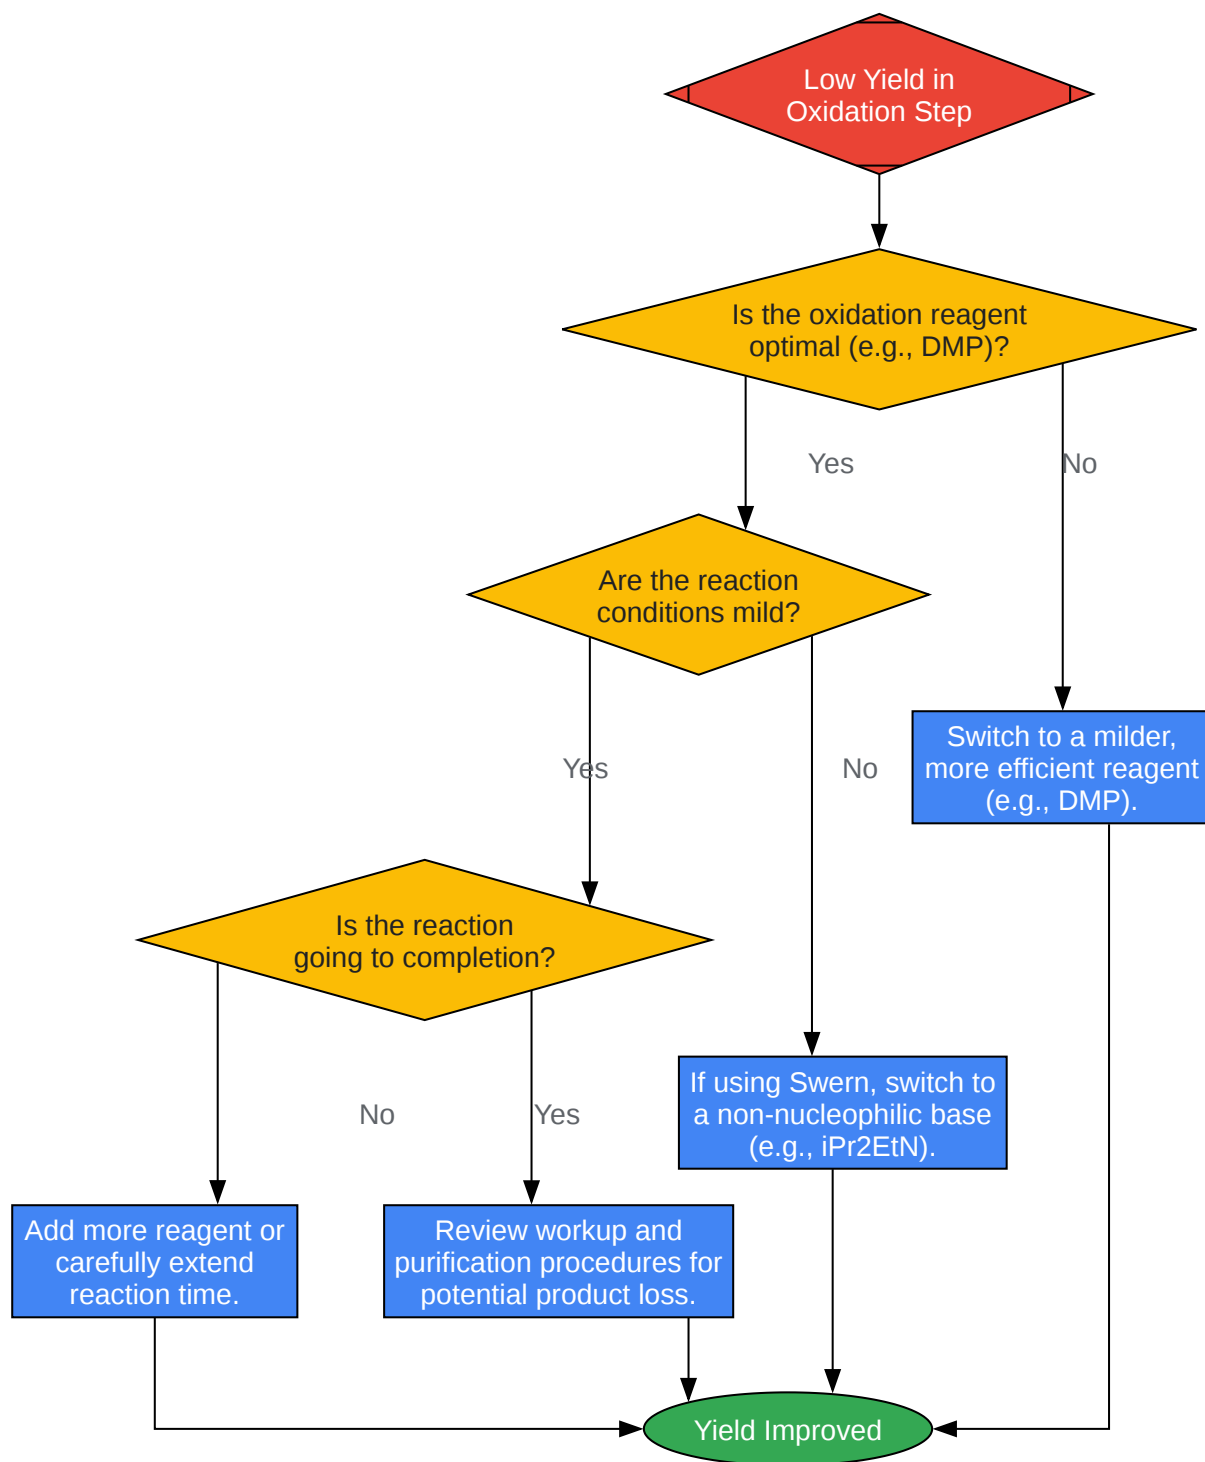 Low Yield in
Oxidation Step
Is the oxidation reagent
optimal (e.g., DMP)?
Yes
No
Are the reaction
conditions mild?
Switch to a milder,
more efficient reagent
(e.g., DMP).
Yes
No
Is the reaction
going to completion?
If using Swern, switch to
a non-nucleophilic base
(e.g., iPr2EtN).
No
Yes
Add more reagent or
carefully extend
reaction time.
Review workup and
purification procedures for
potential product loss.
Yield Improved